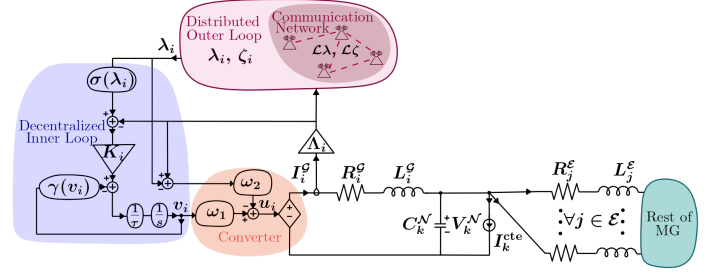 Distributed
Outer Loop
λ_i, ζ_i
Communication
Network
ℒλ, ℒζ
λ_i
σ(λ_i)
+
−
Decentralized
Inner Loop
K_i
Λ_i
γ(v_i)
+
−
+
−
1/τ
1/s
v_i
ω_2
ω_1
−
+
u_i
Converter
+
−
I_i^𝒢
R_i^𝒢
L_i^𝒢
C_k^𝒩
+
−
V_k^𝒩
I_k^cte
R_j^ℰ
L_j^ℰ
∀j ∈ ℰ
Rest of
MG